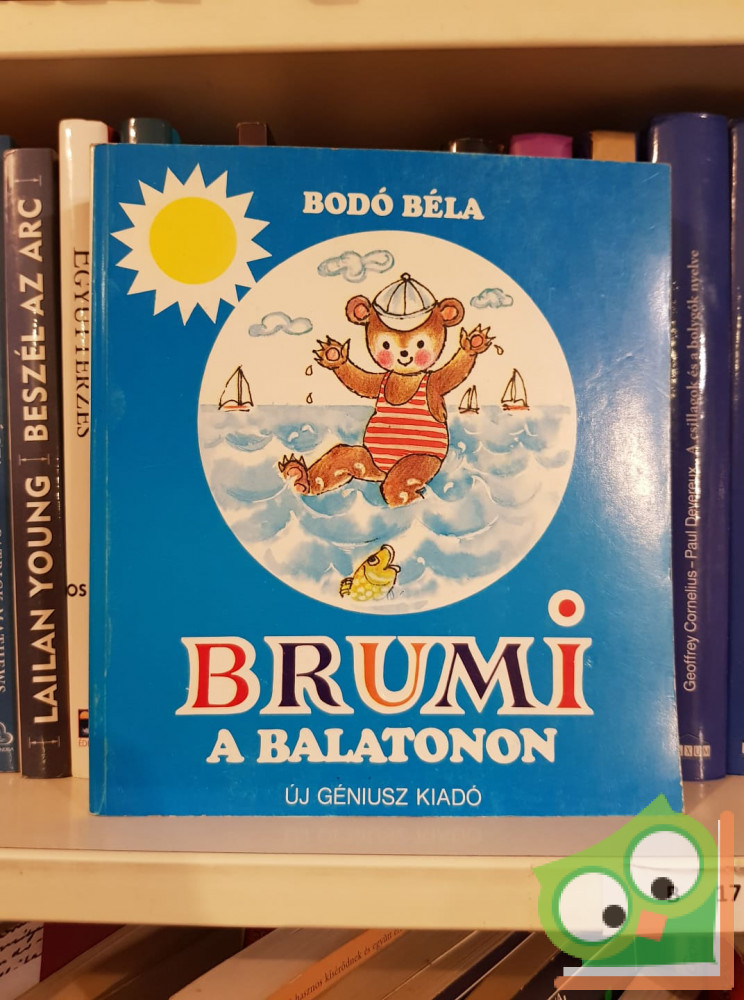 BODÓ BÉLA
BRUMI
A BALATONON
ÚJ GÉNIUSZ KIADÓ
LAILAN YOUNG | BESZÉL AZ ARC |
Geoffrey Cornelius – Paul Devereux – A csillagok és a bolygók nyelve
17